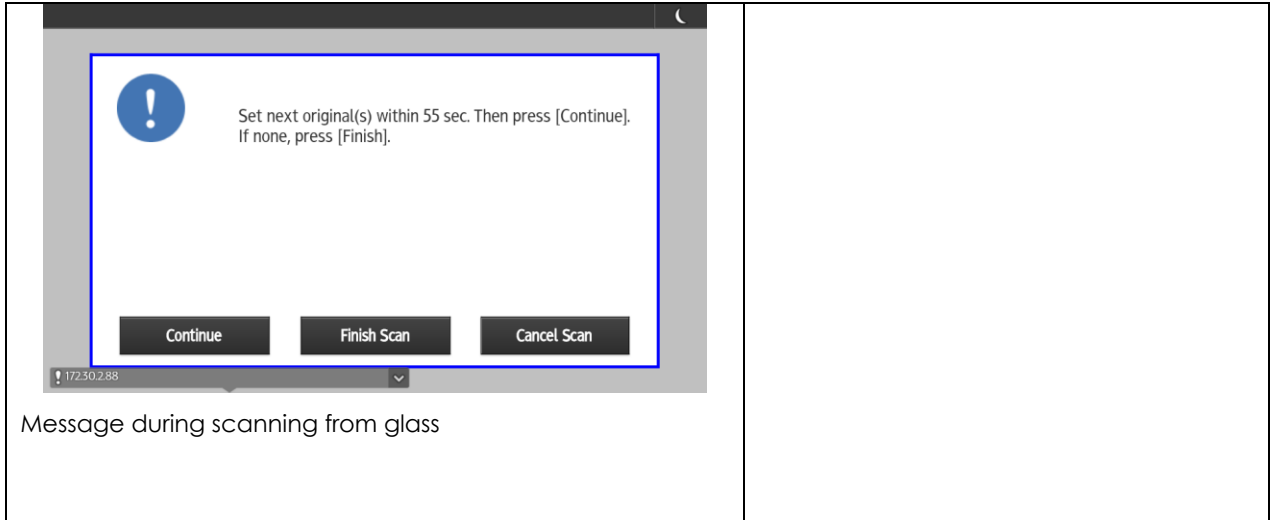 Set next original(s) within 55 sec. Then press [Continue].
If none, press [Finish].
Continue
Finish Scan
Cancel Scan
172.30.2.88
Message during scanning from glass